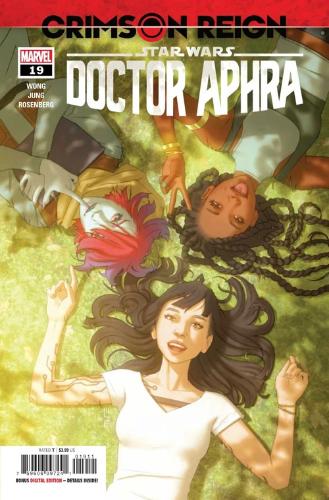 CRIMSON REIGN
MARVEL
19
WONG
JUNG
ROSENBERG
STAR WARS
DOCTOR APHRA
RATED T | $3.99 US
BONUS DIGITAL EDITION – DETAILS INSIDE!